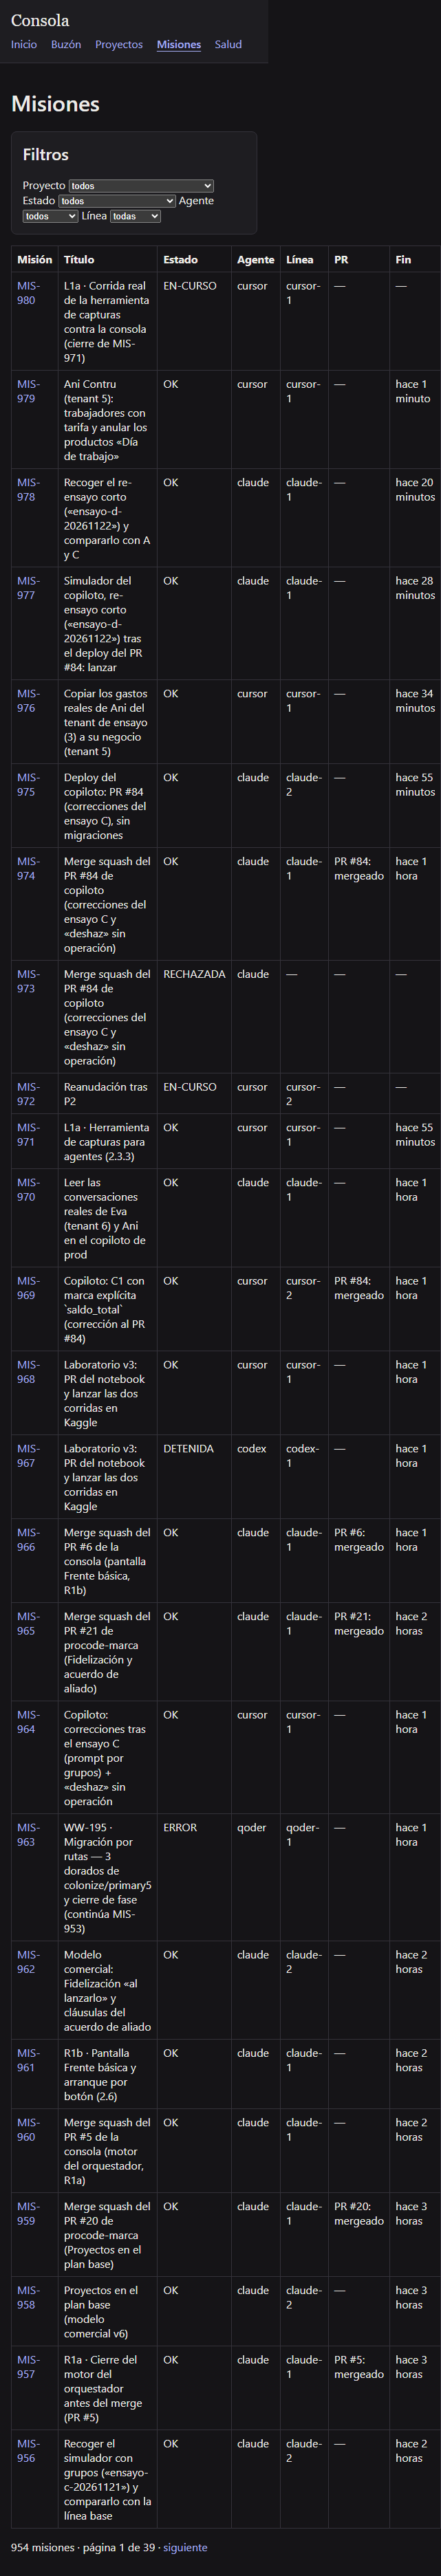 Consola
Inicio Buzón Proyectos Misiones Salud
Misiones
Filtros
Proyecto todos
Estado todos Agente
todos Línea todas
Misión Título Estado Agente Línea PR Fin
MIS-980 L1a · Corrida real de la herramienta de capturas contra la consola (cierre de MIS-971) EN-CURSO cursor cursor-1 — —
MIS-979 Ani Contru (tenant 5): trabajadores con tarifa y anular los productos «Día de trabajo» OK cursor cursor-1 — hace 1 minuto
MIS-978 Recoger el re-ensayo corto («ensayo-d-20261122») y compararlo con A y C OK claude claude-1 — hace 20 minutos
MIS-977 Simulador del copiloto, re-ensayo corto («ensayo-d-20261122») tras el deploy del PR #84: lanzar OK claude claude-1 — hace 28 minutos
MIS-976 Copiar los gastos reales de Ani del tenant de ensayo (3) a su negocio (tenant 5) OK cursor cursor-1 — hace 34 minutos
MIS-975 Deploy del copiloto: PR #84 (correcciones del ensayo C), sin migraciones OK claude claude-2 — hace 55 minutos
MIS-974 Merge squash del PR #84 de copiloto (correcciones del ensayo C y «deshaz» sin operación) OK claude claude-1 PR #84: mergeado hace 1 hora
MIS-973 Merge squash del PR #84 de copiloto (correcciones del ensayo C y «deshaz» sin operación) RECHAZADA claude — — —
MIS-972 Reanudación tras P2 EN-CURSO cursor cursor-2 — —
MIS-971 L1a · Herramienta de capturas para agentes (2.3.3) OK cursor cursor-1 — hace 55 minutos
MIS-970 Leer las conversaciones reales de Eva (tenant 6) y Ani en el copiloto de prod OK claude claude-1 — hace 1 hora
MIS-969 Copiloto: C1 con marca explícita `saldo_total` (corrección al PR #84) OK cursor cursor-2 PR #84: mergeado hace 1 hora
MIS-968 Laboratorio v3: PR del notebook y lanzar las dos corridas en Kaggle OK cursor cursor-1 — hace 1 hora
MIS-967 Laboratorio v3: PR del notebook y lanzar las dos corridas en Kaggle DETENIDA codex codex-1 — hace 1 hora
MIS-966 Merge squash del PR #6 de la consola (pantalla Frente básica, R1b) OK claude claude-1 PR #6: mergeado hace 1 hora
MIS-965 Merge squash del PR #21 de procode-marca (Fidelización y acuerdo de aliado) OK claude claude-1 PR #21: mergeado hace 2 horas
MIS-964 Copiloto: correcciones tras el ensayo C (prompt por grupos) + «deshaz» sin operación OK cursor cursor-1 — hace 1 hora
MIS-963 WW-195 · Migración por rutas — 3 dorados de colonize/primary5 y cierre de fase (continúa MIS-953) ERROR qoder qoder-1 — hace 1 hora
MIS-962 Modelo comercial: Fidelización «al lanzarlo» y cláusulas del acuerdo de aliado OK claude claude-2 — hace 2 horas
MIS-961 R1b · Pantalla Frente básica y arranque por botón (2.6) OK claude claude-1 — hace 2 horas
MIS-960 Merge squash del PR #5 de la consola (motor del orquestador, R1a) OK claude claude-1 — hace 2 horas
MIS-959 Merge squash del PR #20 de procode-marca (Proyectos en el plan base) OK claude claude-1 PR #20: mergeado hace 3 horas
MIS-958 Proyectos en el plan base (modelo comercial v6) OK claude claude-2 — hace 3 horas
MIS-957 R1a · Cierre del motor del orquestador antes del merge (PR #5) OK claude claude-1 PR #5: mergeado hace 3 horas
MIS-956 Recoger el simulador con grupos («ensayo-c-20261121») y compararlo con la línea base OK claude claude-2 — hace 2 horas
954 misiones · página 1 de 39 · siguiente